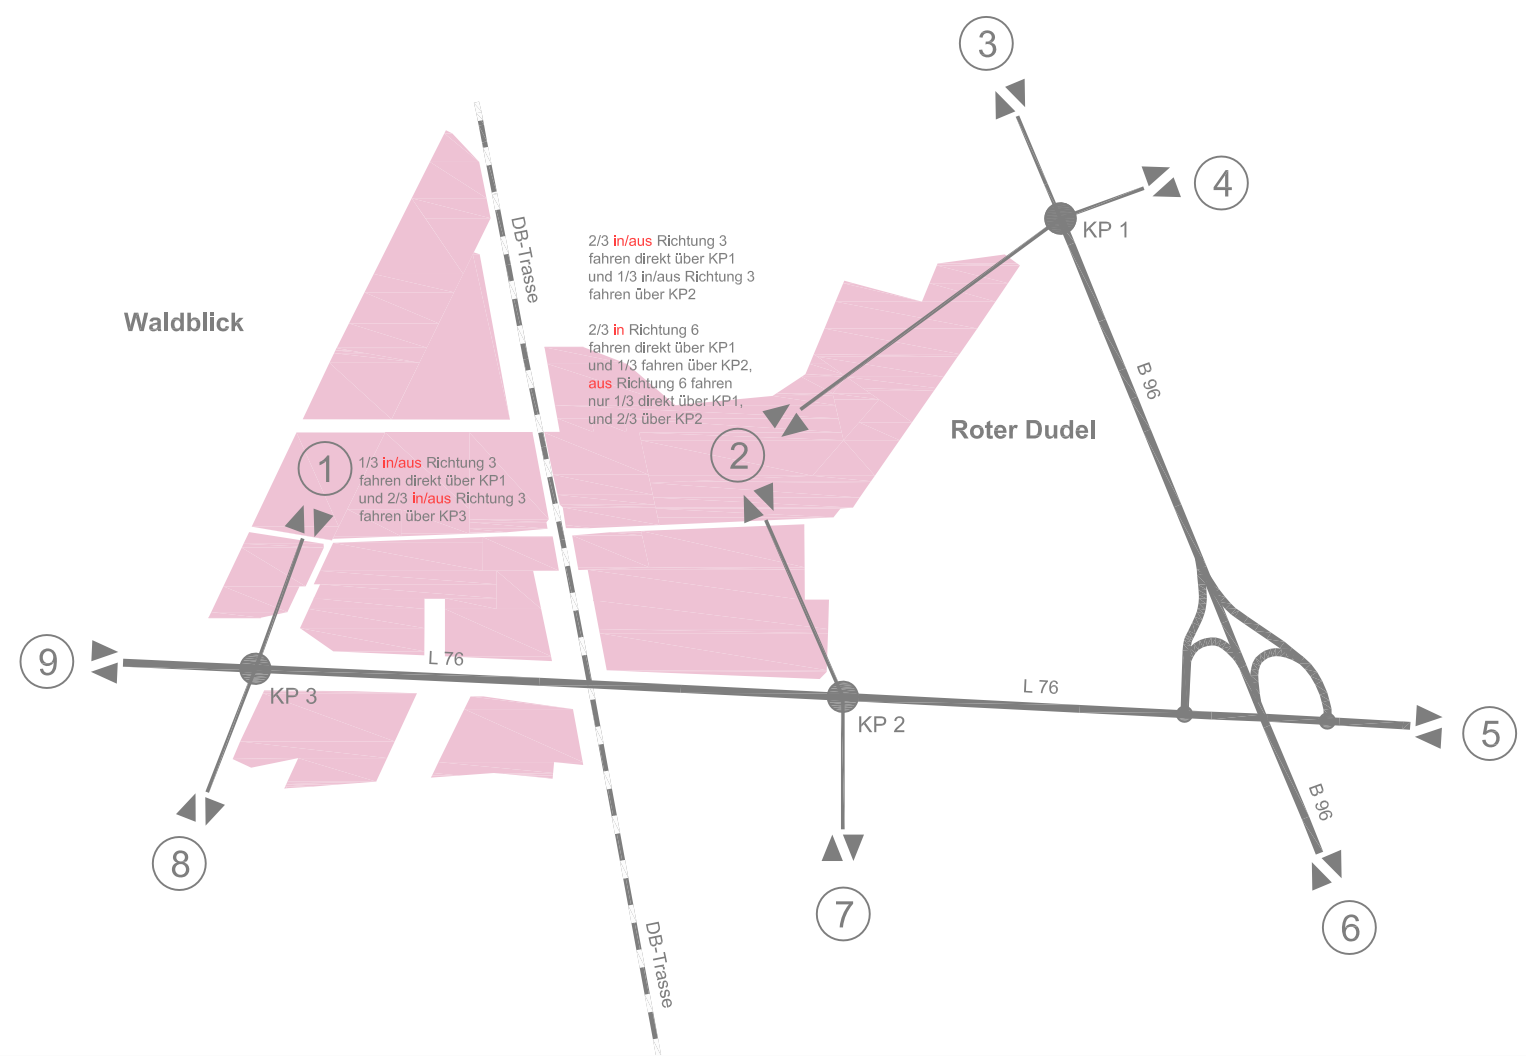 3
4
KP 1
DB-Trasse
2/3 in/aus Richtung 3
fahren direkt über KP1
und 1/3 in/aus Richtung 3
fahren über KP2
Waldblick
2/3 in Richtung 6
fahren direkt über KP1
und 1/3 fahren über KP2,
aus Richtung 6 fahren
nur 1/3 direkt über KP1,
und 2/3 über KP2
B 96
Roter Dudel
2
1
1/3 in/aus Richtung 3
fahren direkt über KP1
und 2/3 in/aus Richtung 3
fahren über KP3
9
L 76
KP 3
L 76
KP 2
5
B 96
8
7
6
DB-Trasse